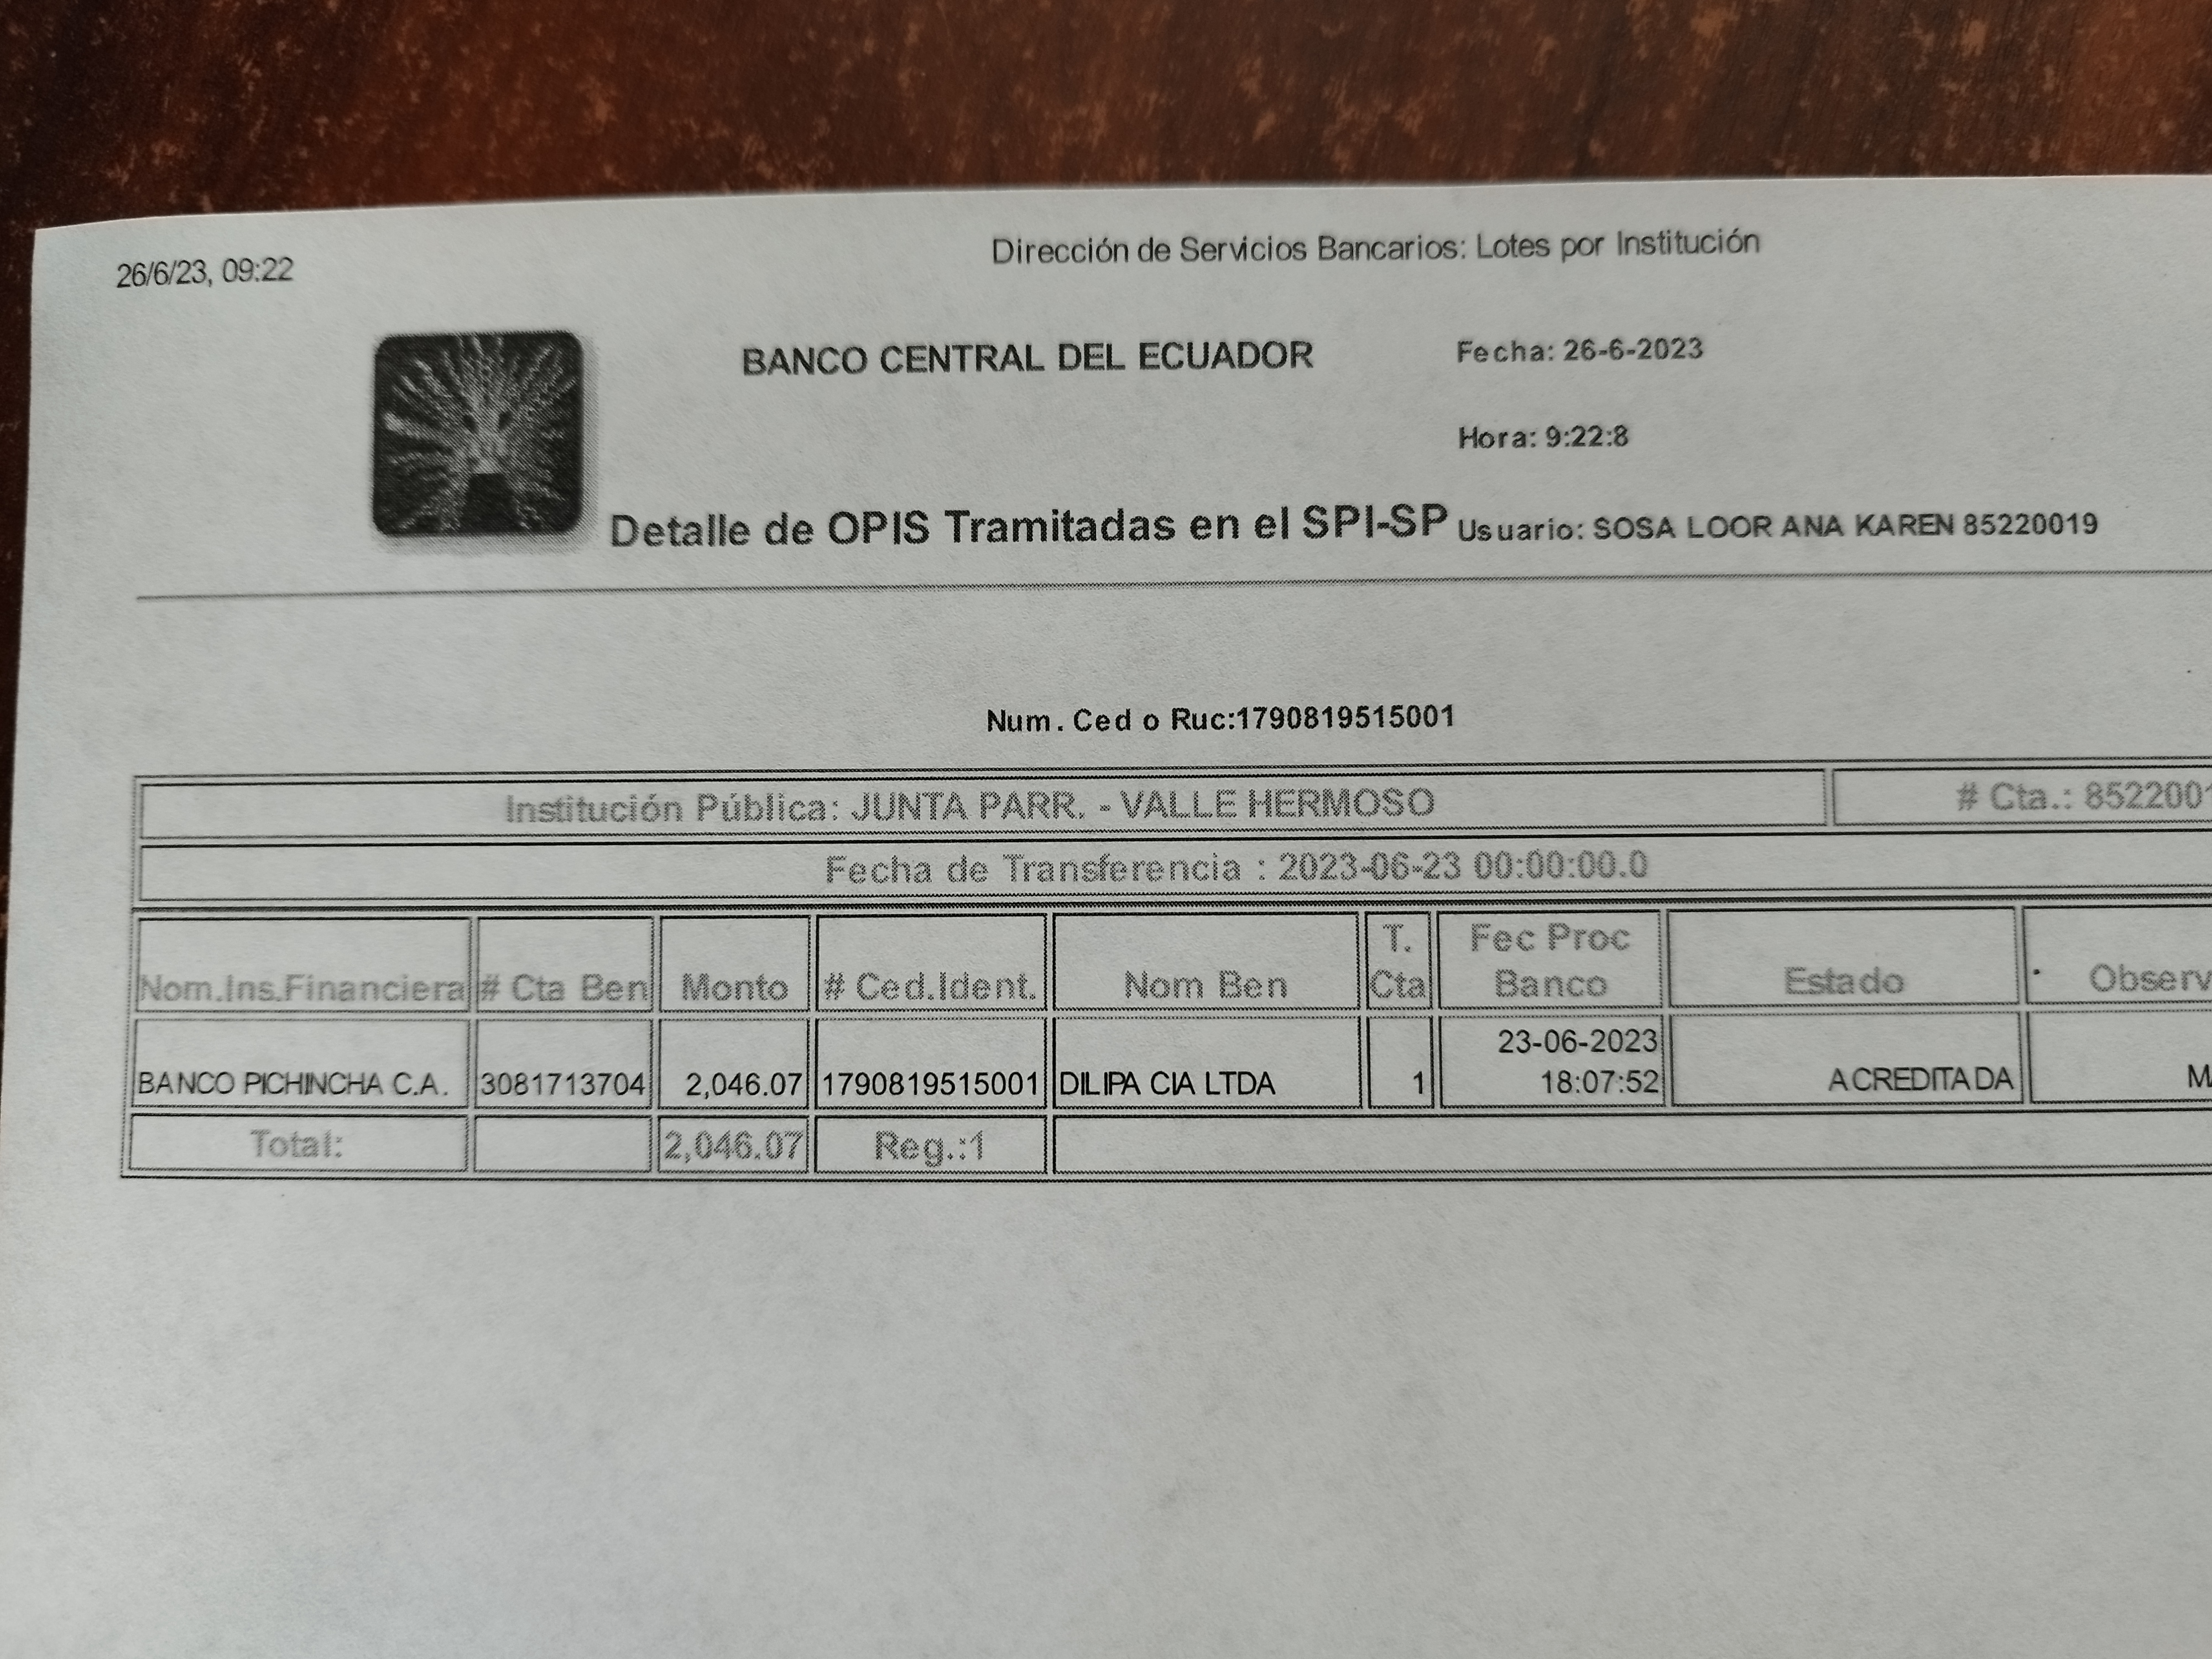 26/6/23, 09:22
Dirección de Servicios Bancarios: Lotes por Institución
BANCO CENTRAL DEL ECUADOR
Fecha: 26-6-2023
Hora: 9:22:8
Detalle de OPIS Tramitadas en el SPI-SP
Usuario: SOSA LOOR ANA KAREN 85220019
Num. Ced o Ruc:1790819515001
Institución Pública: JUNTA PARR. - VALLE HERMOSO # Cta.: 852200
Fecha de Transferencia : 2023-06-23 00:00:00.0
Nom.Ins.Financiera # Cta Ben Monto # Ced.Ident. Nom Ben T. Cta Fec Proc Banco Estado Observ
BANCO PICHINCHA C.A. 3081713704 2,046.07 1790819515001 DILIPA CIA LTDA 1 23-06-2023 18:07:52 ACREDITADA
Total: 2,046.07 Reg.:1